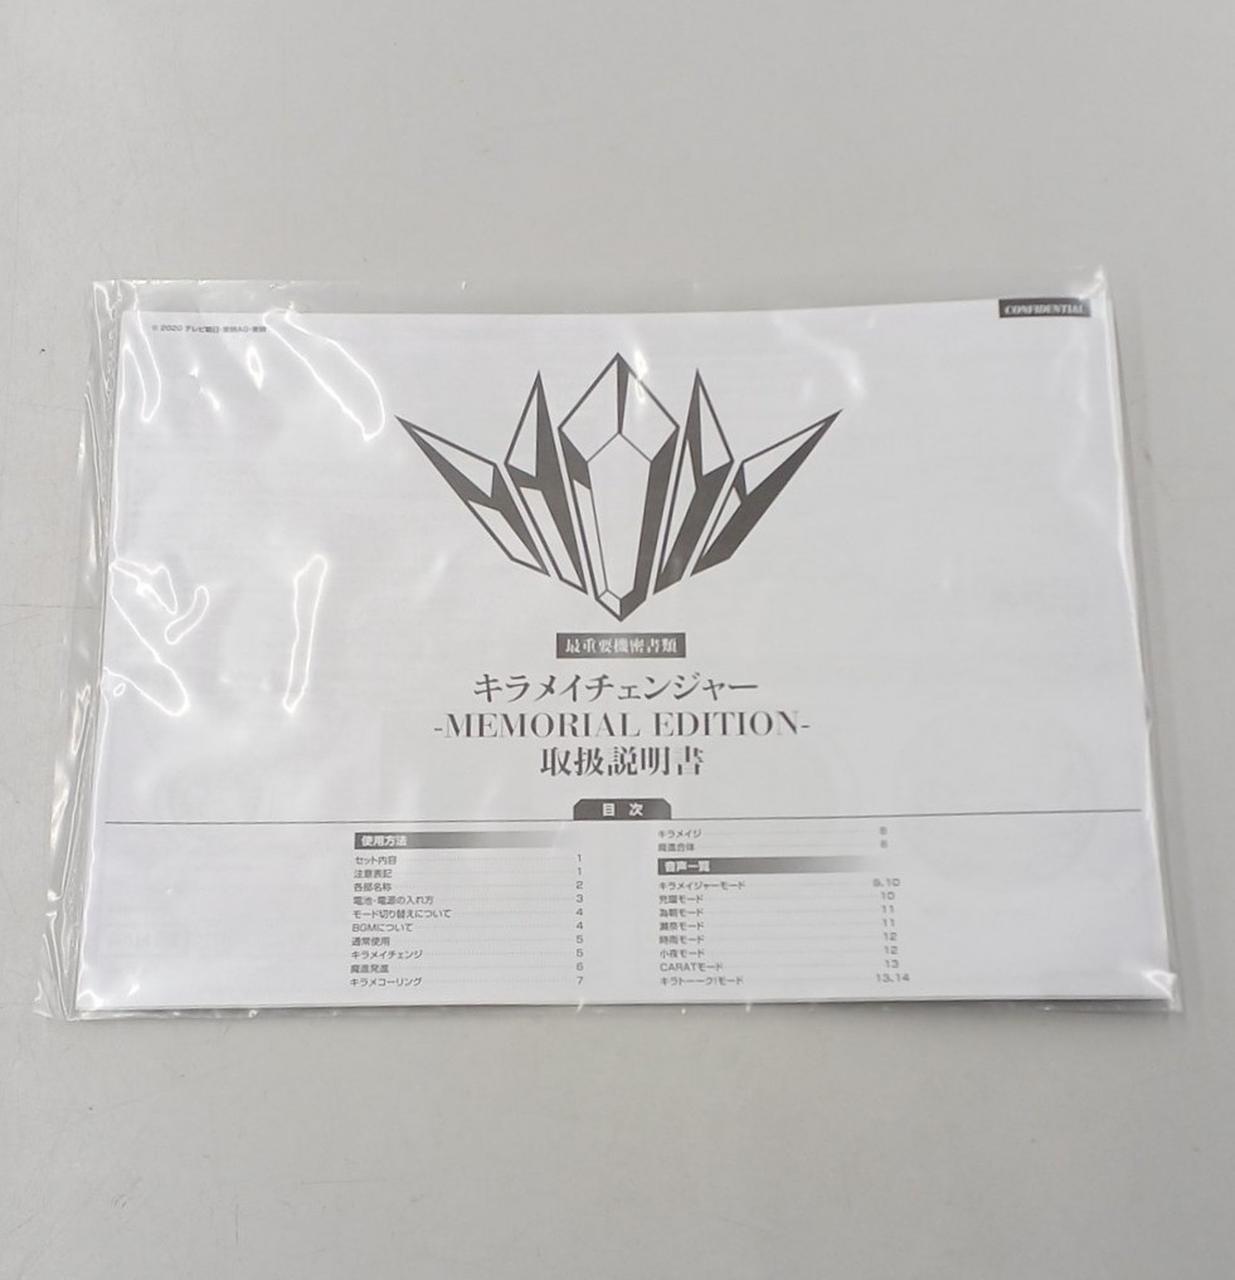 © 2020 テレビ朝日・東映AG・東映
CONFIDENTIAL
最重要機密書類
キラメイチェンジャー
-MEMORIAL EDITION-
取扱説明書
目 次
使用方法
セット内容 1
注意表記 1
各部名称 2
電池・電源の入れ方 3
モード切り替えについて 4
BGMについて 4
通常使用 5
キラメイチェンジ 5
魔進発進 6
キラメコーリング 7
キラメイジ 8
魔進合体 8
音声一覧
キラメイジャーモード 9,10
充瑠モード 10
為朝モード 11
瀬奈モード 11
時雨モード 12
小夜モード 12
CARATモード 13
キラトーーク!モード 13,14